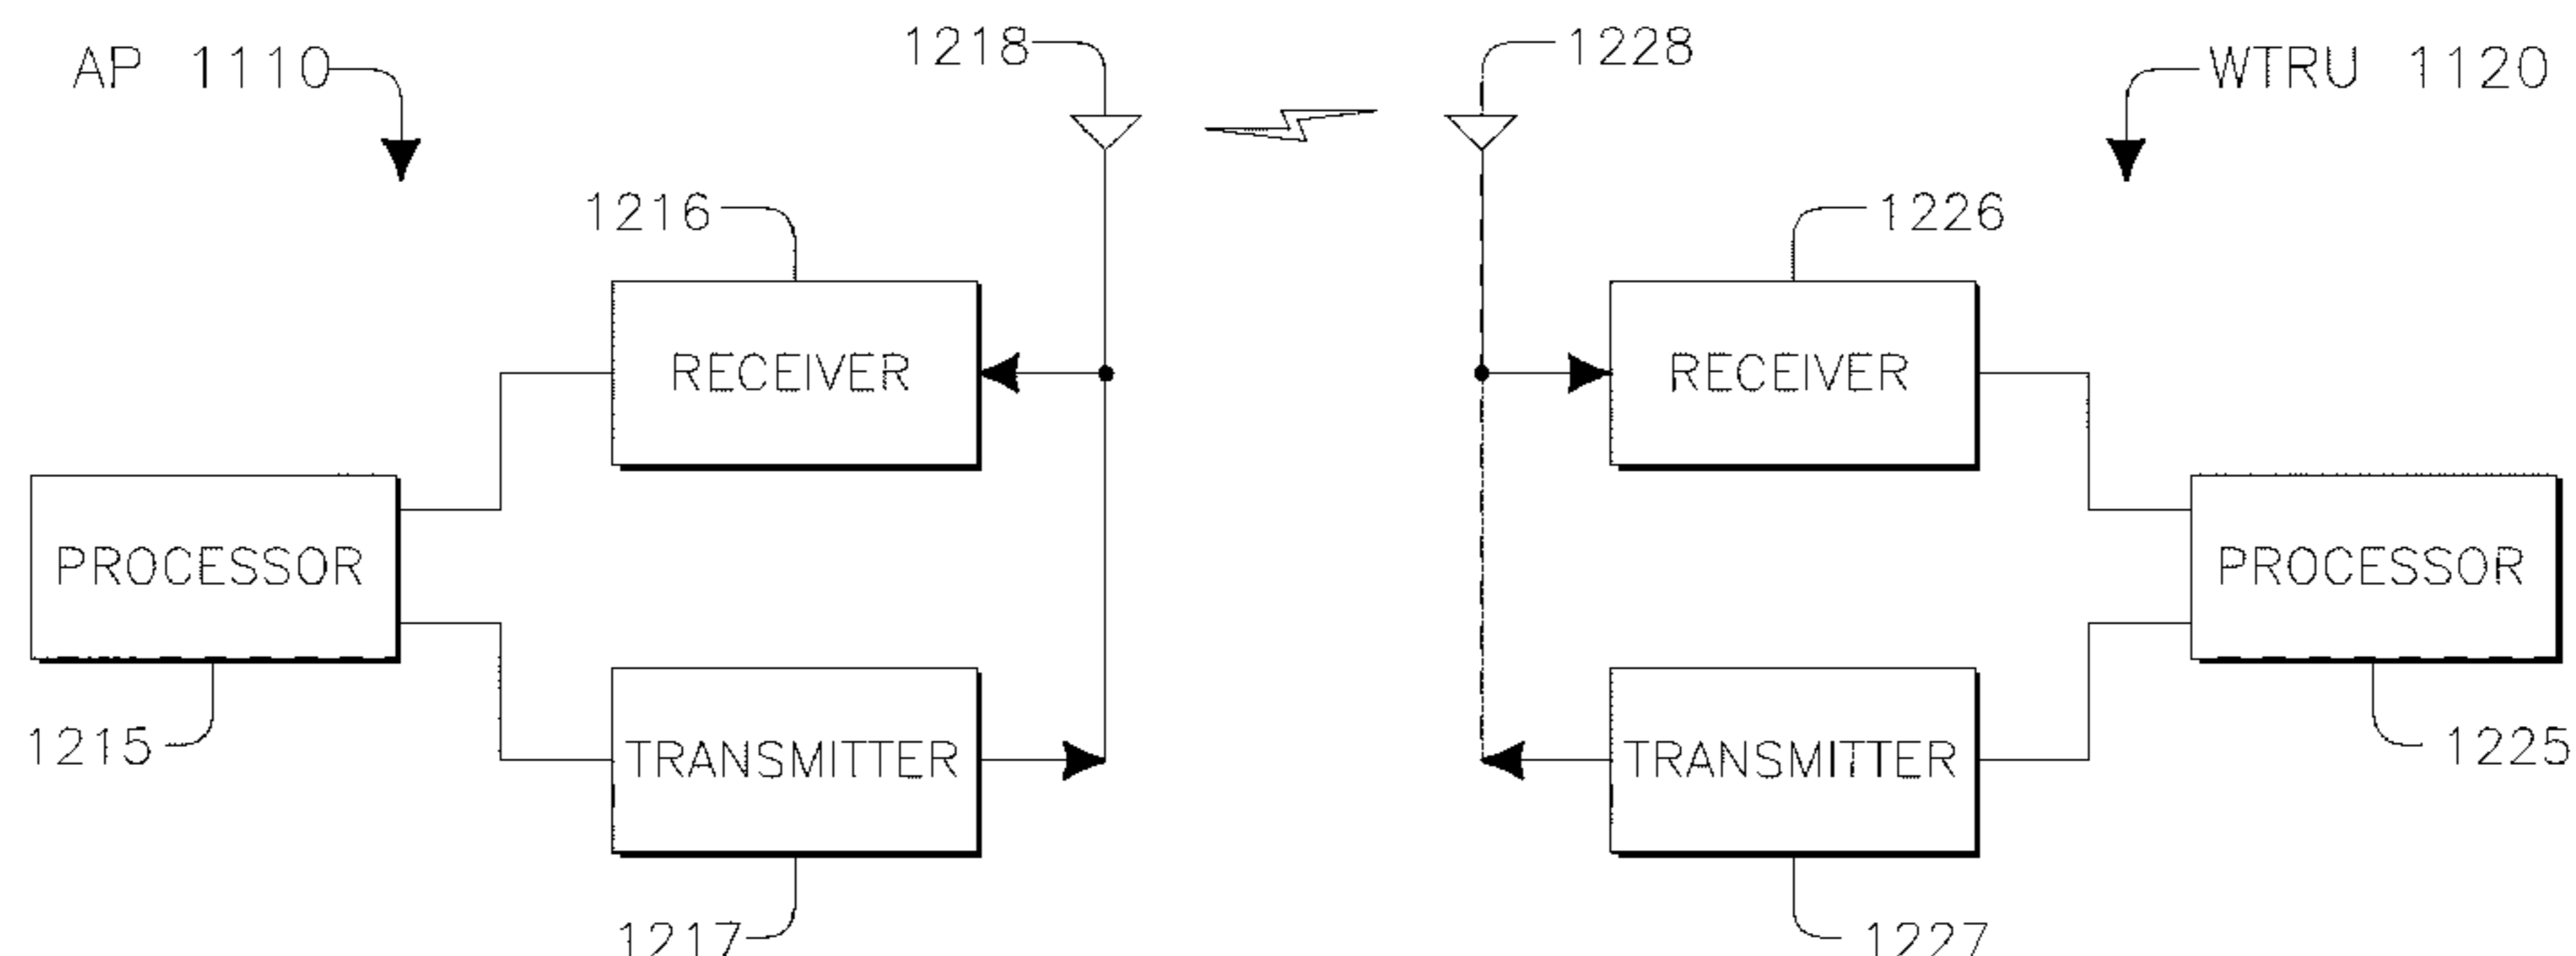 AP 1110
1218
1228
WTRU 1120
1216
1226
RECEIVER
RECEIVER
PROCESSOR
PROCESSOR
1215
TRANSMITTER
TRANSMITTER
1225
1217
1227